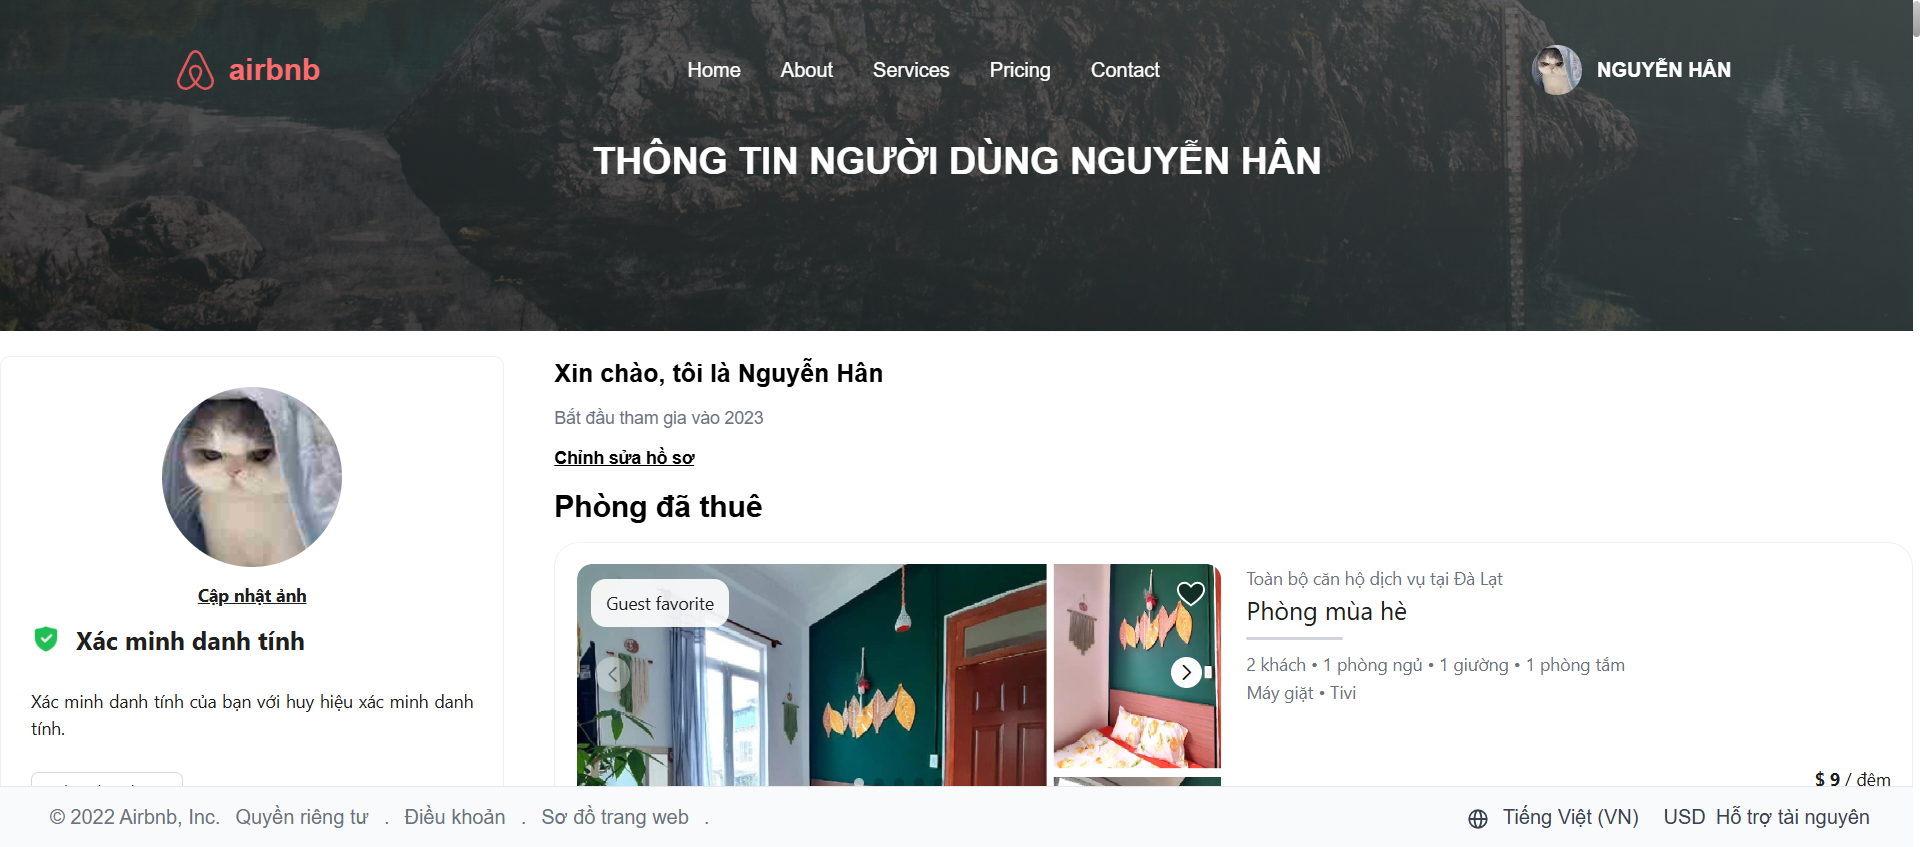 airbnb
Home About Services Pricing Contact
NGUYỄN HÂN
THÔNG TIN NGƯỜI DÙNG NGUYỄN HÂN
Cập nhật ảnh
Xác minh danh tính
Xác minh danh tính của bạn với huy hiệu xác minh danh
tính.
Xin chào, tôi là Nguyễn Hân
Bắt đầu tham gia vào 2023
Chỉnh sửa hồ sơ
Phòng đã thuê
Guest favorite
Toàn bộ căn hộ dịch vụ tại Đà Lạt
Phòng mùa hè
2 khách • 1 phòng ngủ • 1 giường • 1 phòng tắm
Máy giặt • Tivi
$ 9 / đêm
© 2022 Airbnb, Inc. Quyền riêng tư . Điều khoản . Sơ đồ trang web .
Tiếng Việt (VN) USD Hỗ trợ tài nguyên